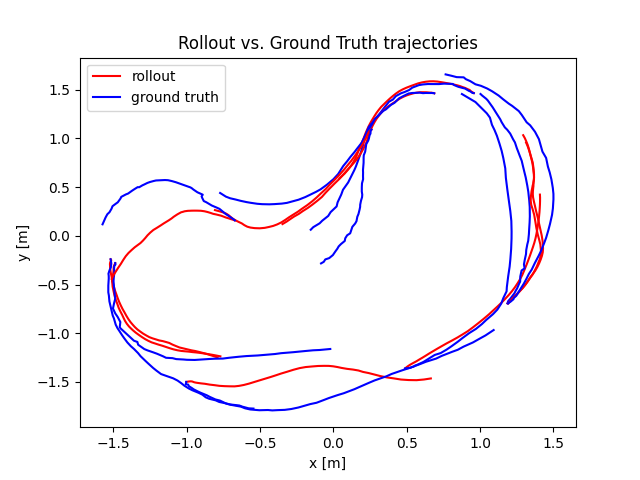 Rollout vs. Ground Truth trajectories
rollout
ground truth
1.5
1.0
0.5
0.0
−0.5
−1.0
−1.5
y [m]
−1.5 −1.0 −0.5 0.0 0.5 1.0 1.5
x [m]